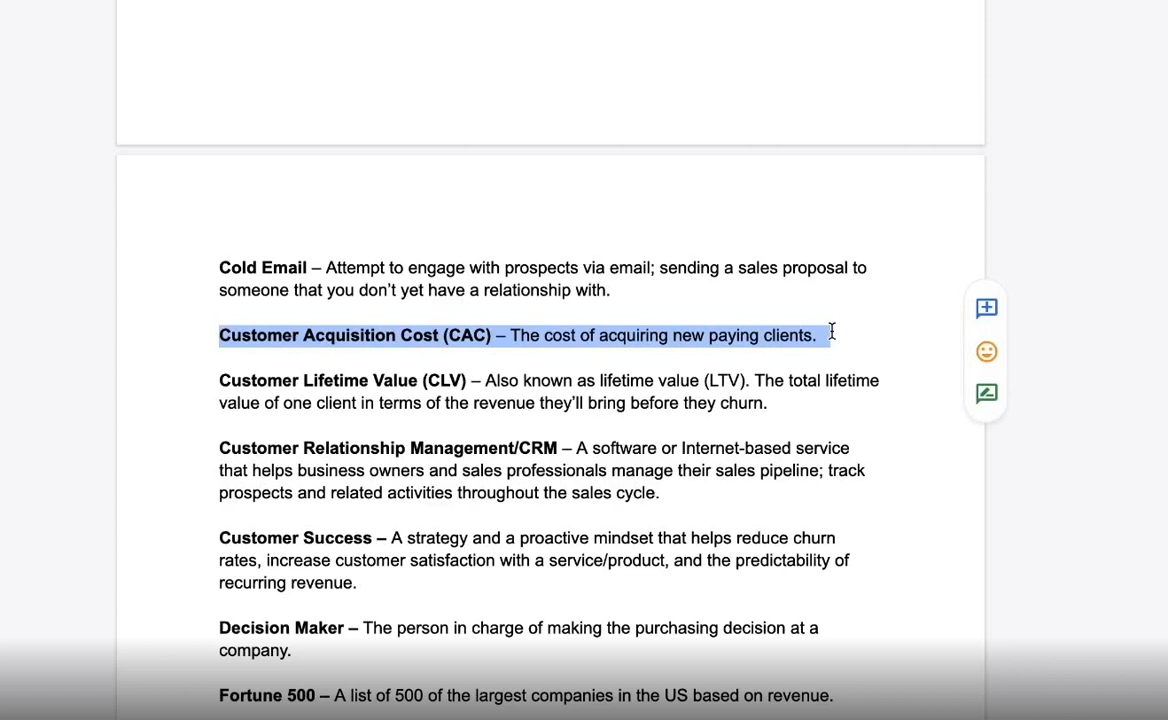 Cold Email – Attempt to engage with prospects via email; sending a sales proposal to
someone that you don’t yet have a relationship with.
Customer Acquisition Cost (CAC) – The cost of acquiring new paying clients.
Customer Lifetime Value (CLV) – Also known as lifetime value (LTV). The total lifetime
value of one client in terms of the revenue they’ll bring before they churn.
Customer Relationship Management/CRM – A software or Internet-based service
that helps business owners and sales professionals manage their sales pipeline; track
prospects and related activities throughout the sales cycle.
Customer Success – A strategy and a proactive mindset that helps reduce churn
rates, increase customer satisfaction with a service/product, and the predictability of
recurring revenue.
Decision Maker – The person in charge of making the purchasing decision at a
company.
Fortune 500 – A list of 500 of the largest companies in the US based on revenue.